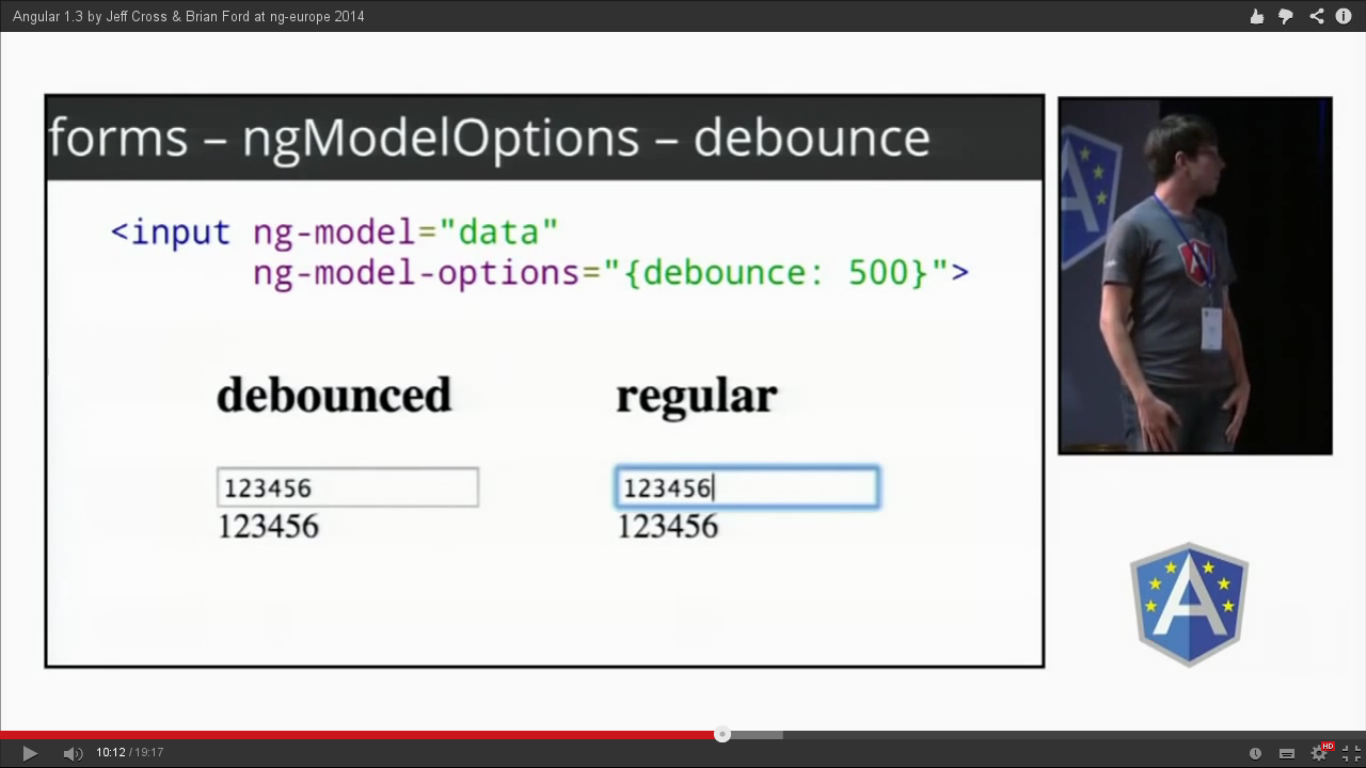 Angular 1.3 by Jeff Cross & Brian Ford at ng-europe 2014
forms – ngModelOptions – debounce
<input ng-model="data"
ng-model-options="{debounce: 500}">
debounced regular
123456 123456
123456 123456
A
A
10:12 / 19:17
HD